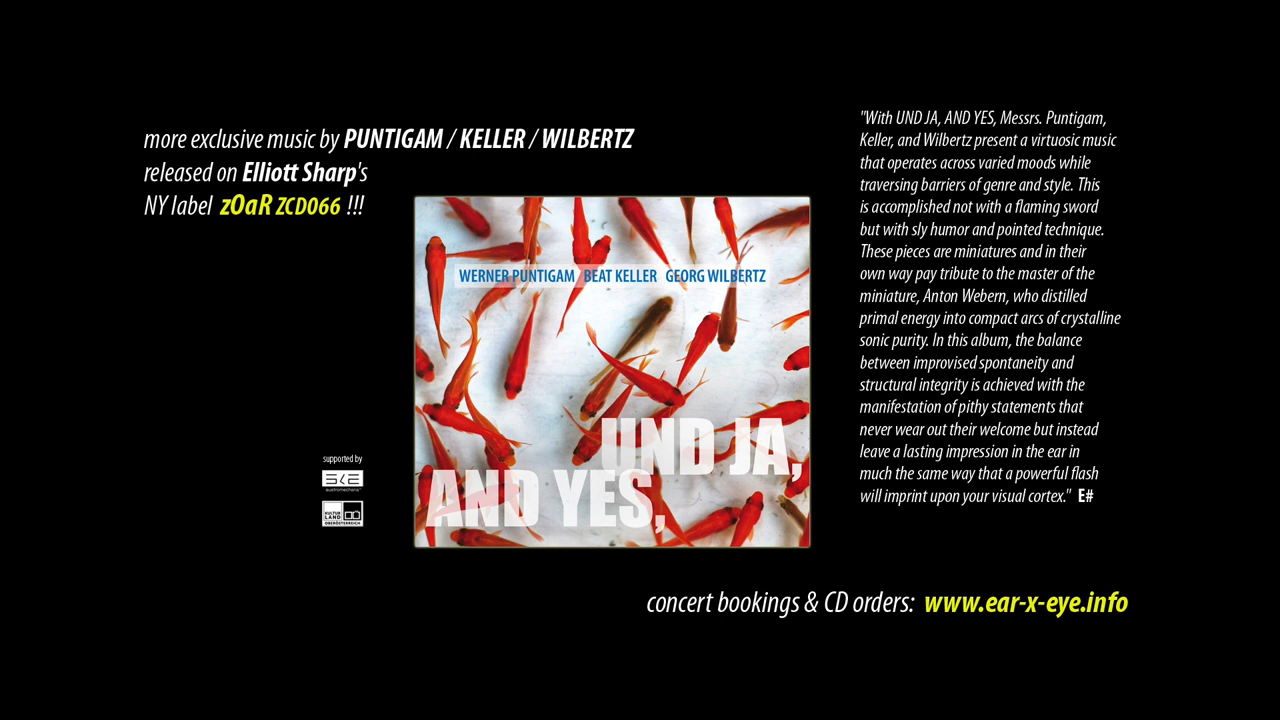 more exclusive music by PUNTIGAM / KELLER / WILBERTZ
released on Elliott Sharp's
NY label zOaR ZCD066 !!!
WERNER PUNTIGAM BEAT KELLER GEORG WILBERTZ
UND JA,
AND YES,
supported by
SKE
austromechana
KULTUR
LAND
OBERÖSTERREICH
"With UND JA, AND YES, Messrs. Puntigam,
Keller, and Wilbertz present a virtuosic music
that operates across varied moods while
traversing barriers of genre and style. This
is accomplished not with a flaming sword
but with sly humor and pointed technique.
These pieces are miniatures and in their
own way pay tribute to the master of the
miniature, Anton Webern, who distilled
primal energy into compact arcs of crystalline
sonic purity. In this album, the balance
between improvised spontaneity and
structural integrity is achieved with the
manifestation of pithy statements that
never wear out their welcome but instead
leave a lasting impression in the ear in
much the same way that a powerful flash
will imprint upon your visual cortex." E#
concert bookings & CD orders: www.ear-x-eye.info